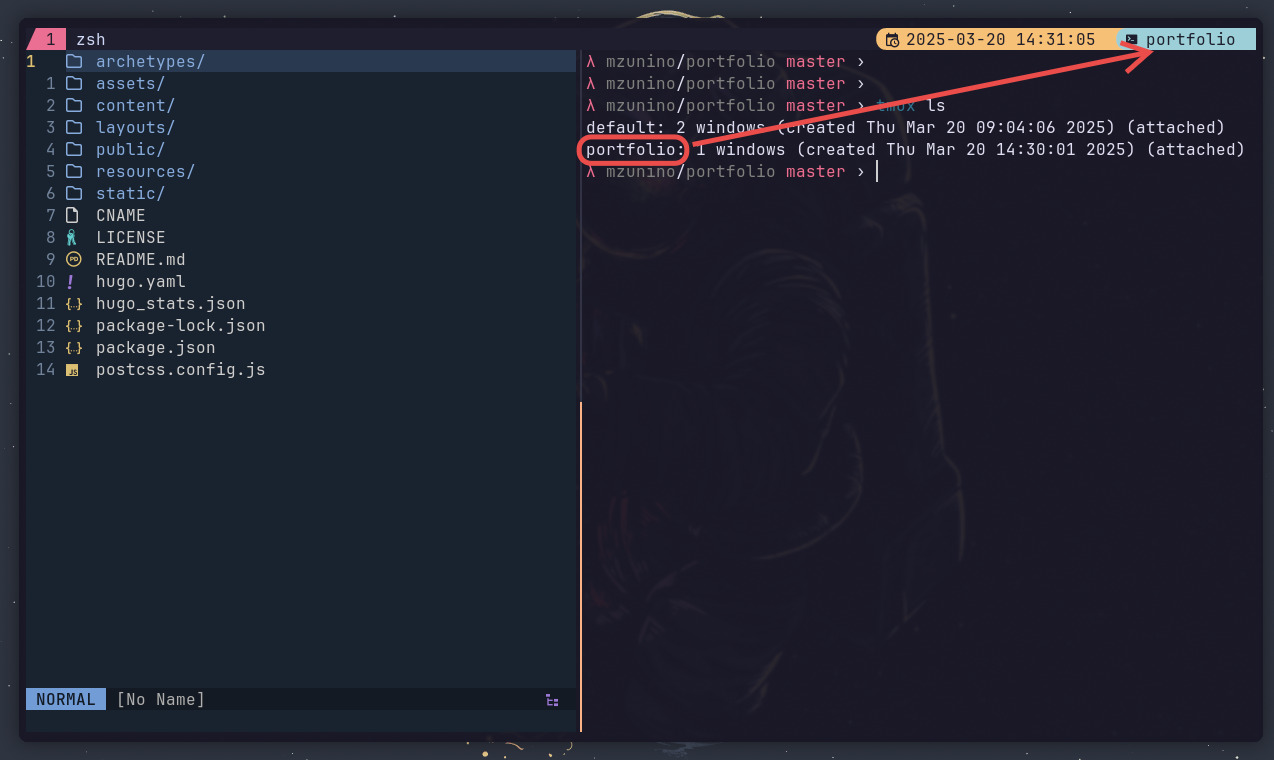 1 zsh 2025-03-20 14:31:05 portfolio
1 archetypes/
1 assets/
2 content/
3 layouts/
4 public/
5 resources/
6 static/
7 CNAME
8 LICENSE
9 README.md
10 hugo.yaml
11 hugo_stats.json
12 package-lock.json
13 package.json
14 postcss.config.js
NORMAL [No Name]
λ mzunino/portfolio master ›
λ mzunino/portfolio master ›
λ mzunino/portfolio master › tmux ls
default: 2 windows (created Thu Mar 20 09:04:06 2025) (attached)
portfolio: 1 windows (created Thu Mar 20 14:30:01 2025) (attached)
λ mzunino/portfolio master ›